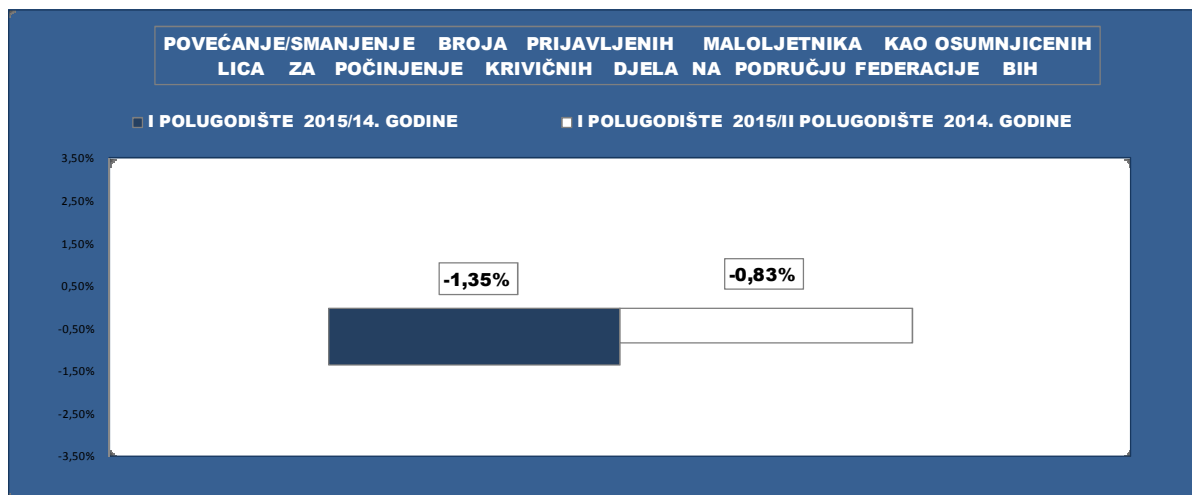 POVEĆANJE/SMANJENJE BROJA PRIJAVLJENIH MALOLJETNIKA KAO OSUMNJICENIH
LICA ZA POČINJENJE KRIVIČNIH DJELA NA PODRUČJU FEDERACIJE BIH
I POLUGODIŠTE 2015/14. GODINE
I POLUGODIŠTE 2015/II POLUGODIŠTE 2014. GODINE
3,50%
2,50%
1,50%
0,50%
-0,50%
-1,50%
-2,50%
-3,50%
-1,35%
-0,83%